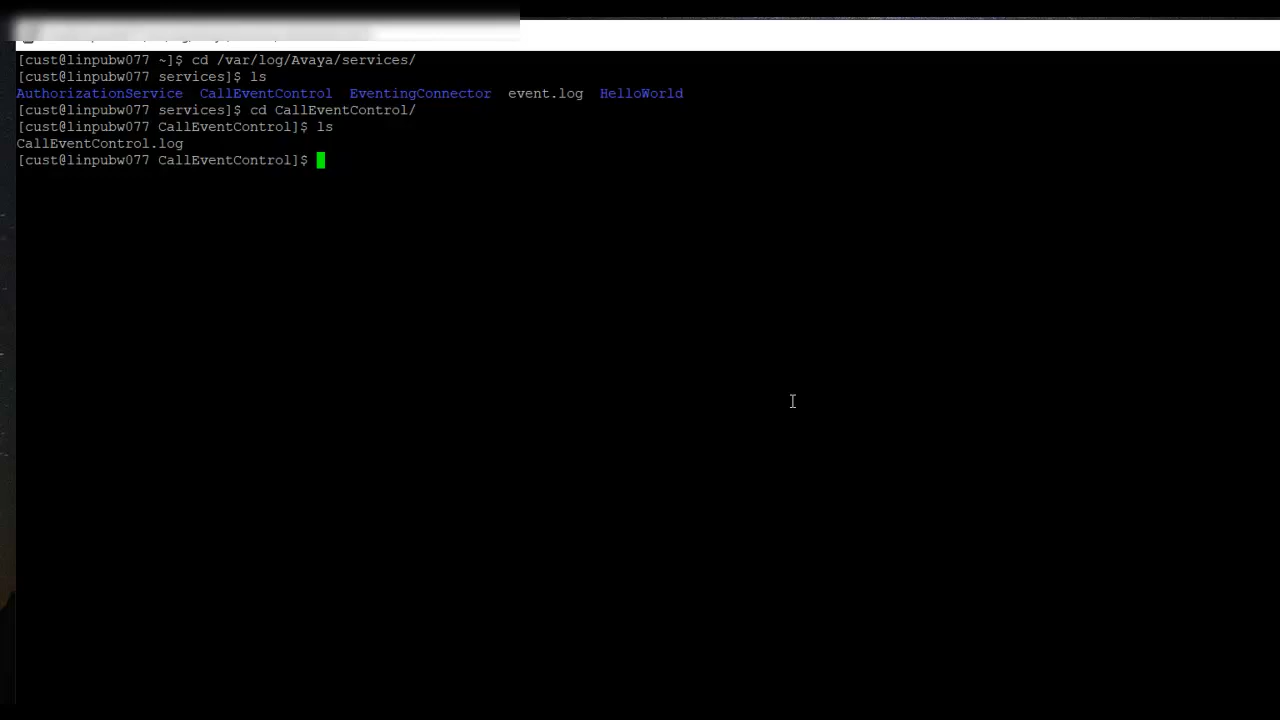 [cust@linpubw077 ~]$ cd /var/log/Avaya/services/
[cust@linpubw077 services]$ ls
AuthorizationService  CallEventControl  EventingConnector  event.log  HelloWorld
[cust@linpubw077 services]$ cd CallEventControl/
[cust@linpubw077 CallEventControl]$ ls
CallEventControl.log
[cust@linpubw077 CallEventControl]$